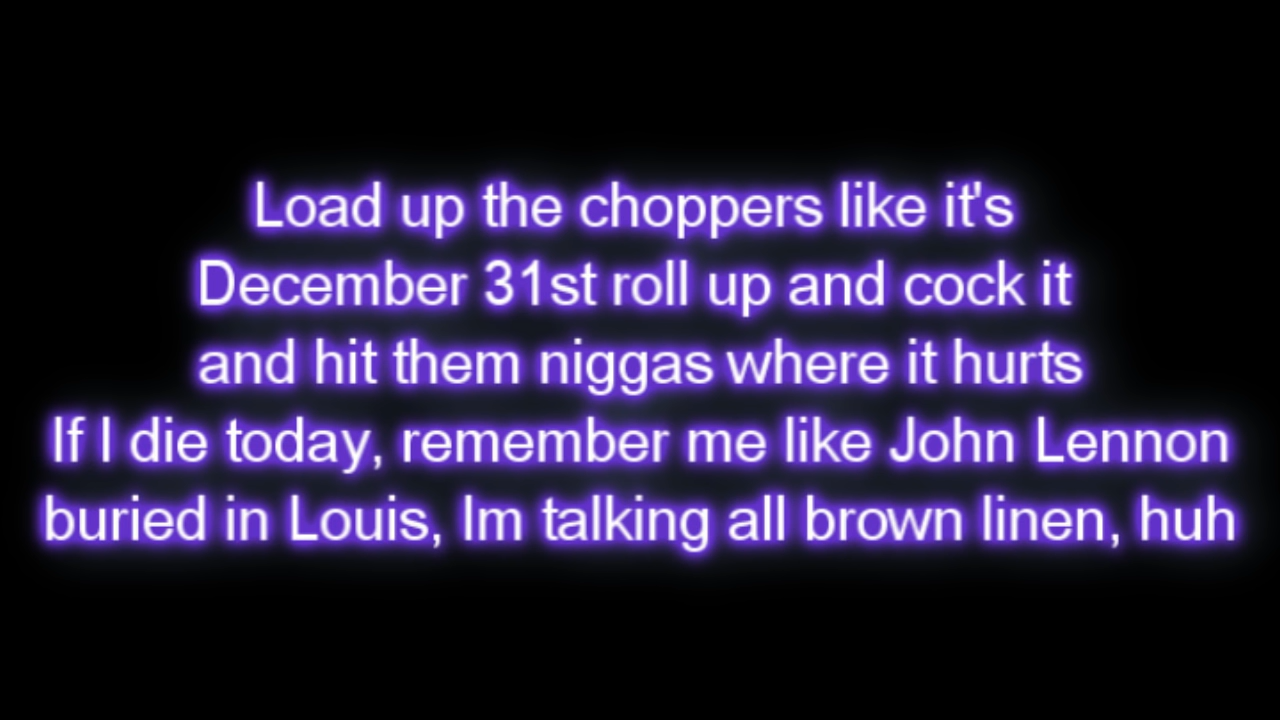 Load up the choppers like it's
December 31st roll up and cock it
and hit them niggas where it hurts
If I die today, remember me like John Lennon
buried in Louis, Im talking all brown linen, huh